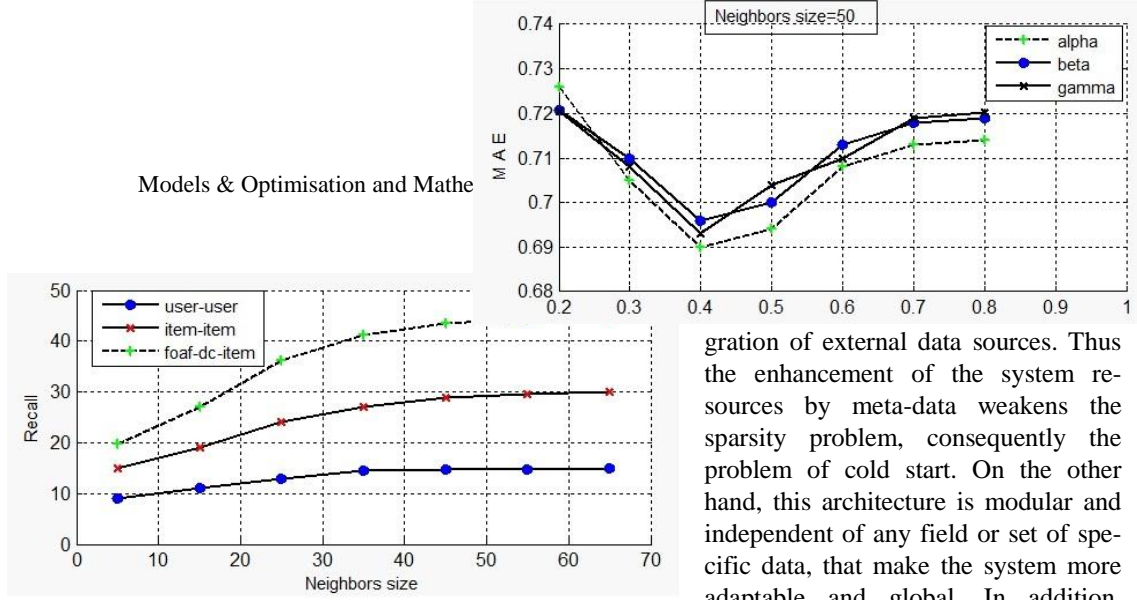 Neighbors size=50
0.74
0.73
0.72
0.71
0.7
0.69
0.68
M A E
alpha
beta
gamma
0.2 0.3 0.4 0.5 0.6 0.7 0.8 0.9 1
Models & Optimisation and Mathe
50
40
30
20
10
0
Recall
user-user
item-item
foaf-dc-item
0 10 20 30 40 50 60 70
Neighbors size
gration of external data sources. Thus
the enhancement of the system re-
sources by meta-data weakens the
sparsity problem, consequently the
problem of cold start. On the other
hand, this architecture is modular and
independent of any field or set of spe-
cific data, that make the system more
adaptable and global. In addition,